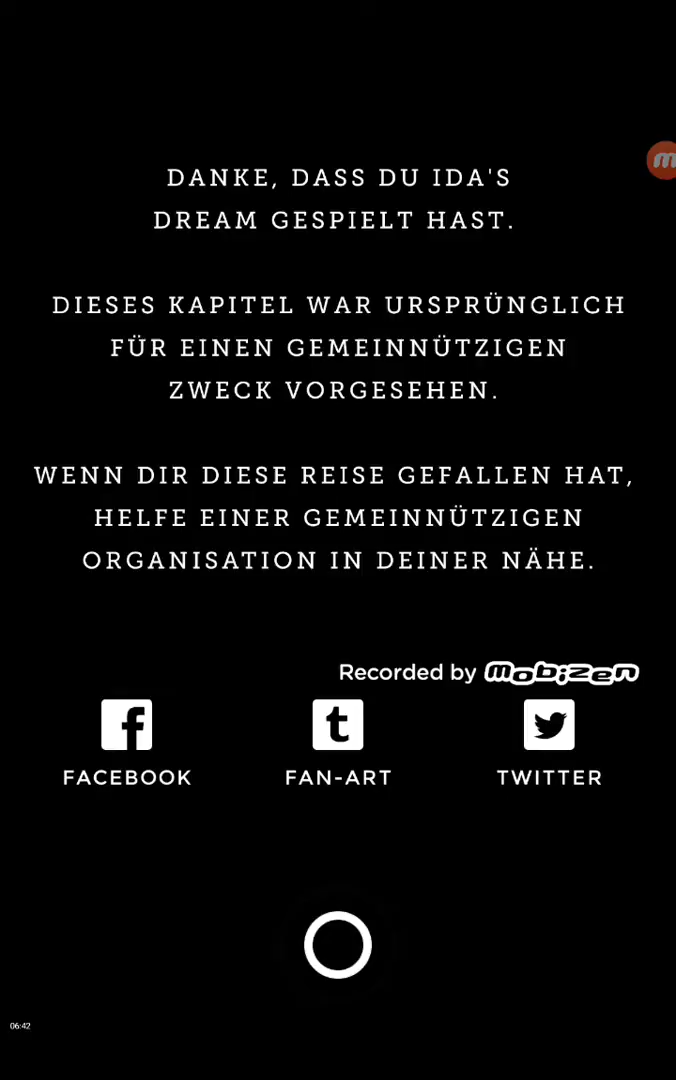 DANKE, DASS DU IDA'S
DREAM GESPIELT HAST.
DIESES KAPITEL WAR URSPRÜNGLICH
FÜR EINEN GEMEINNÜTZIGEN
ZWECK VORGESEHEN.
WENN DIR DIESE REISE GEFALLEN HAT,
HELFE EINER GEMEINNÜTZIGEN
ORGANISATION IN DEINER NÄHE.
Recorded by mobizen
FACEBOOK FAN-ART TWITTER
06:42